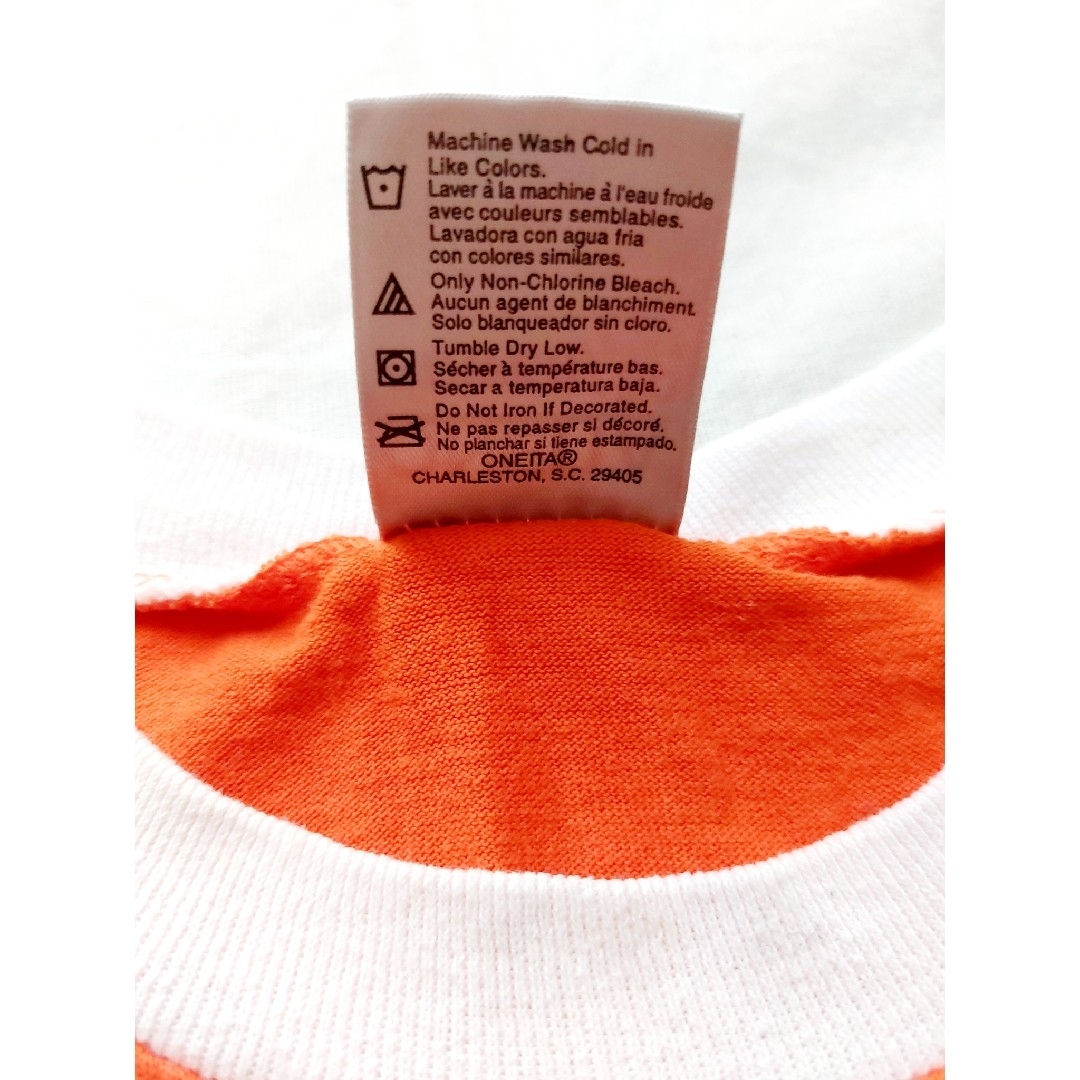 Machine Wash Cold in
Like Colors.
Laver à la machine à l'eau froide
avec couleurs semblables.
Lavadora con agua fria
con colores similares.
Only Non-Chlorine Bleach.
Aucun agent de blanchiment.
Solo blanqueador sin cloro.
Tumble Dry Low.
Sécher à température bas.
Secar a temperatura baja.
Do Not Iron If Decorated.
Ne pas repasser si décoré.
No planchar si tiene estampado.
ONEITA®
CHARLESTON, S.C. 29405